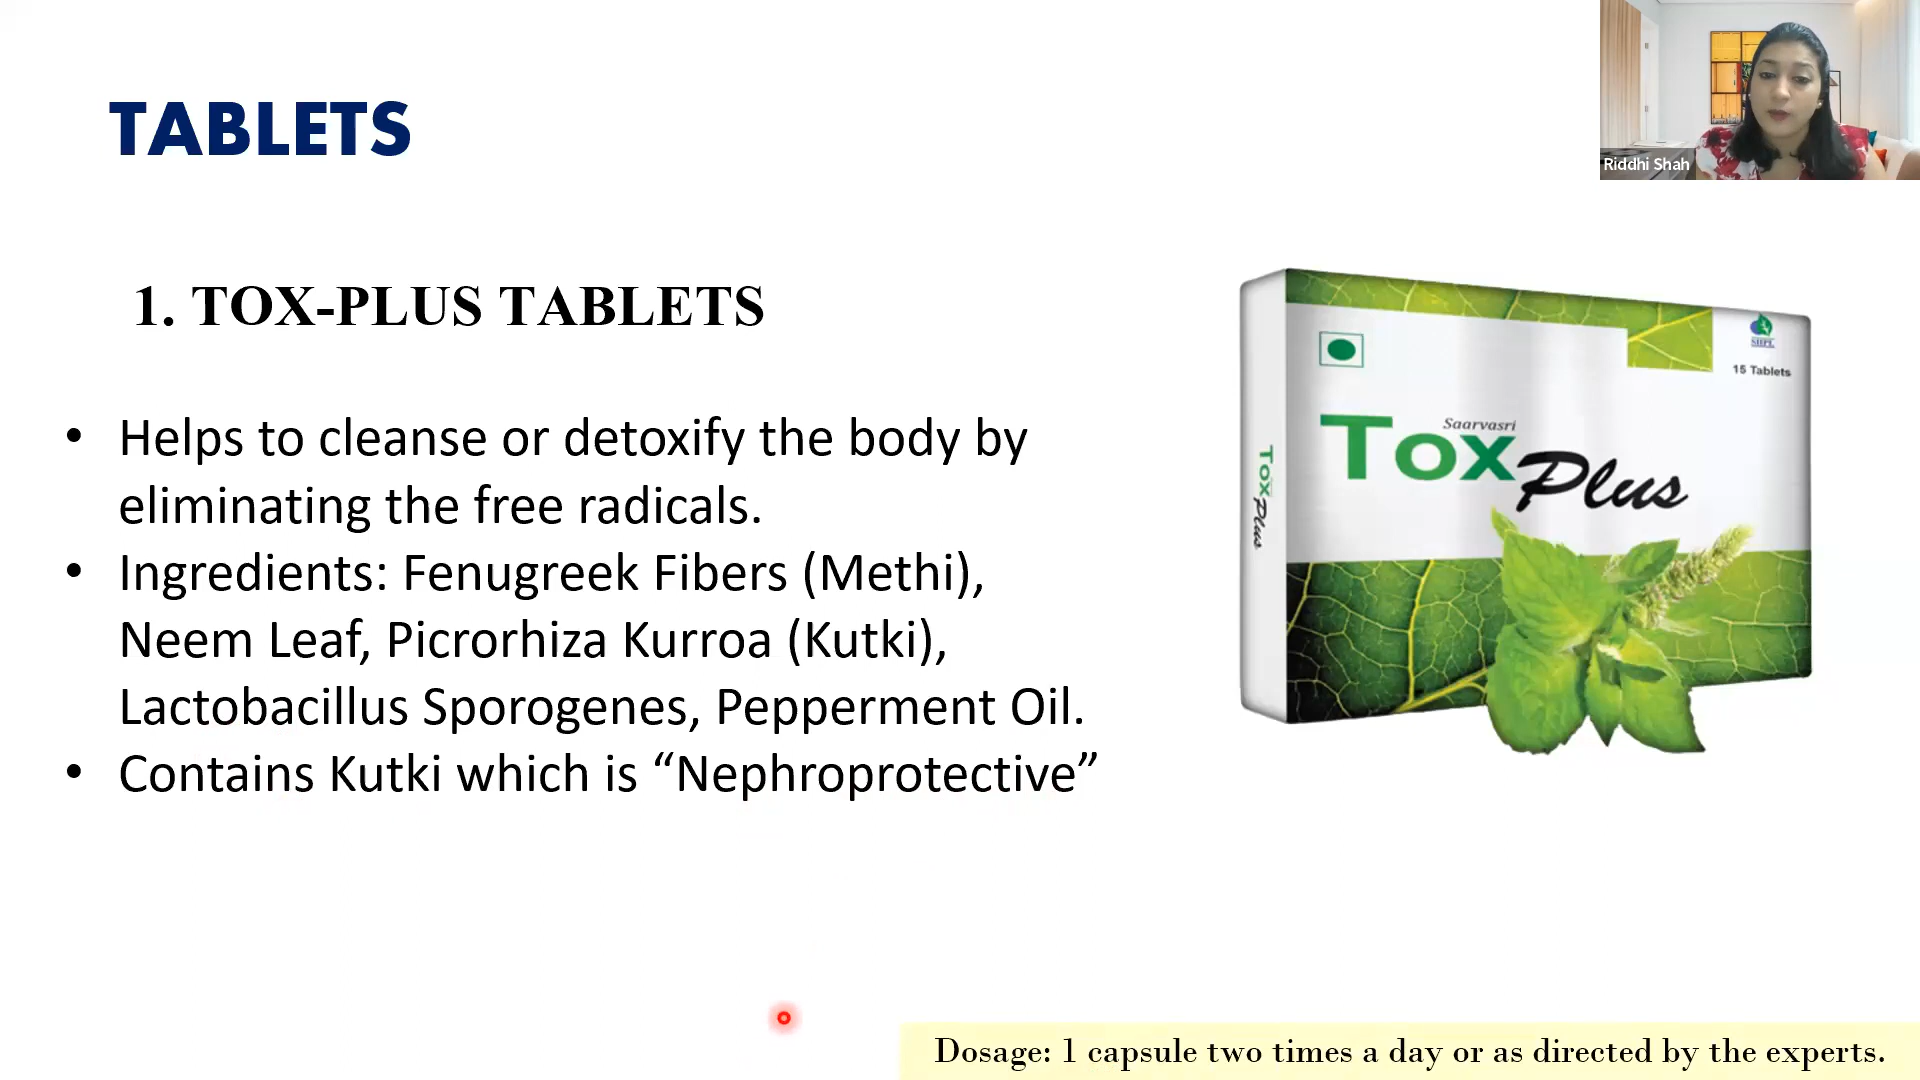 TABLETS
Riddhi Shah
1. TOX-PLUS TABLETS
• Helps to cleanse or detoxify the body by
eliminating the free radicals.
• Ingredients: Fenugreek Fibers (Methi),
Neem Leaf, Picrorhiza Kurroa (Kutki),
Lactobacillus Sporogenes, Pepperment Oil.
• Contains Kutki which is “Nephroprotective”
SHPL
15 Tablets
Saarvasri
Tox Plus
Tox Plus
Dosage: 1 capsule two times a day or as directed by the experts.